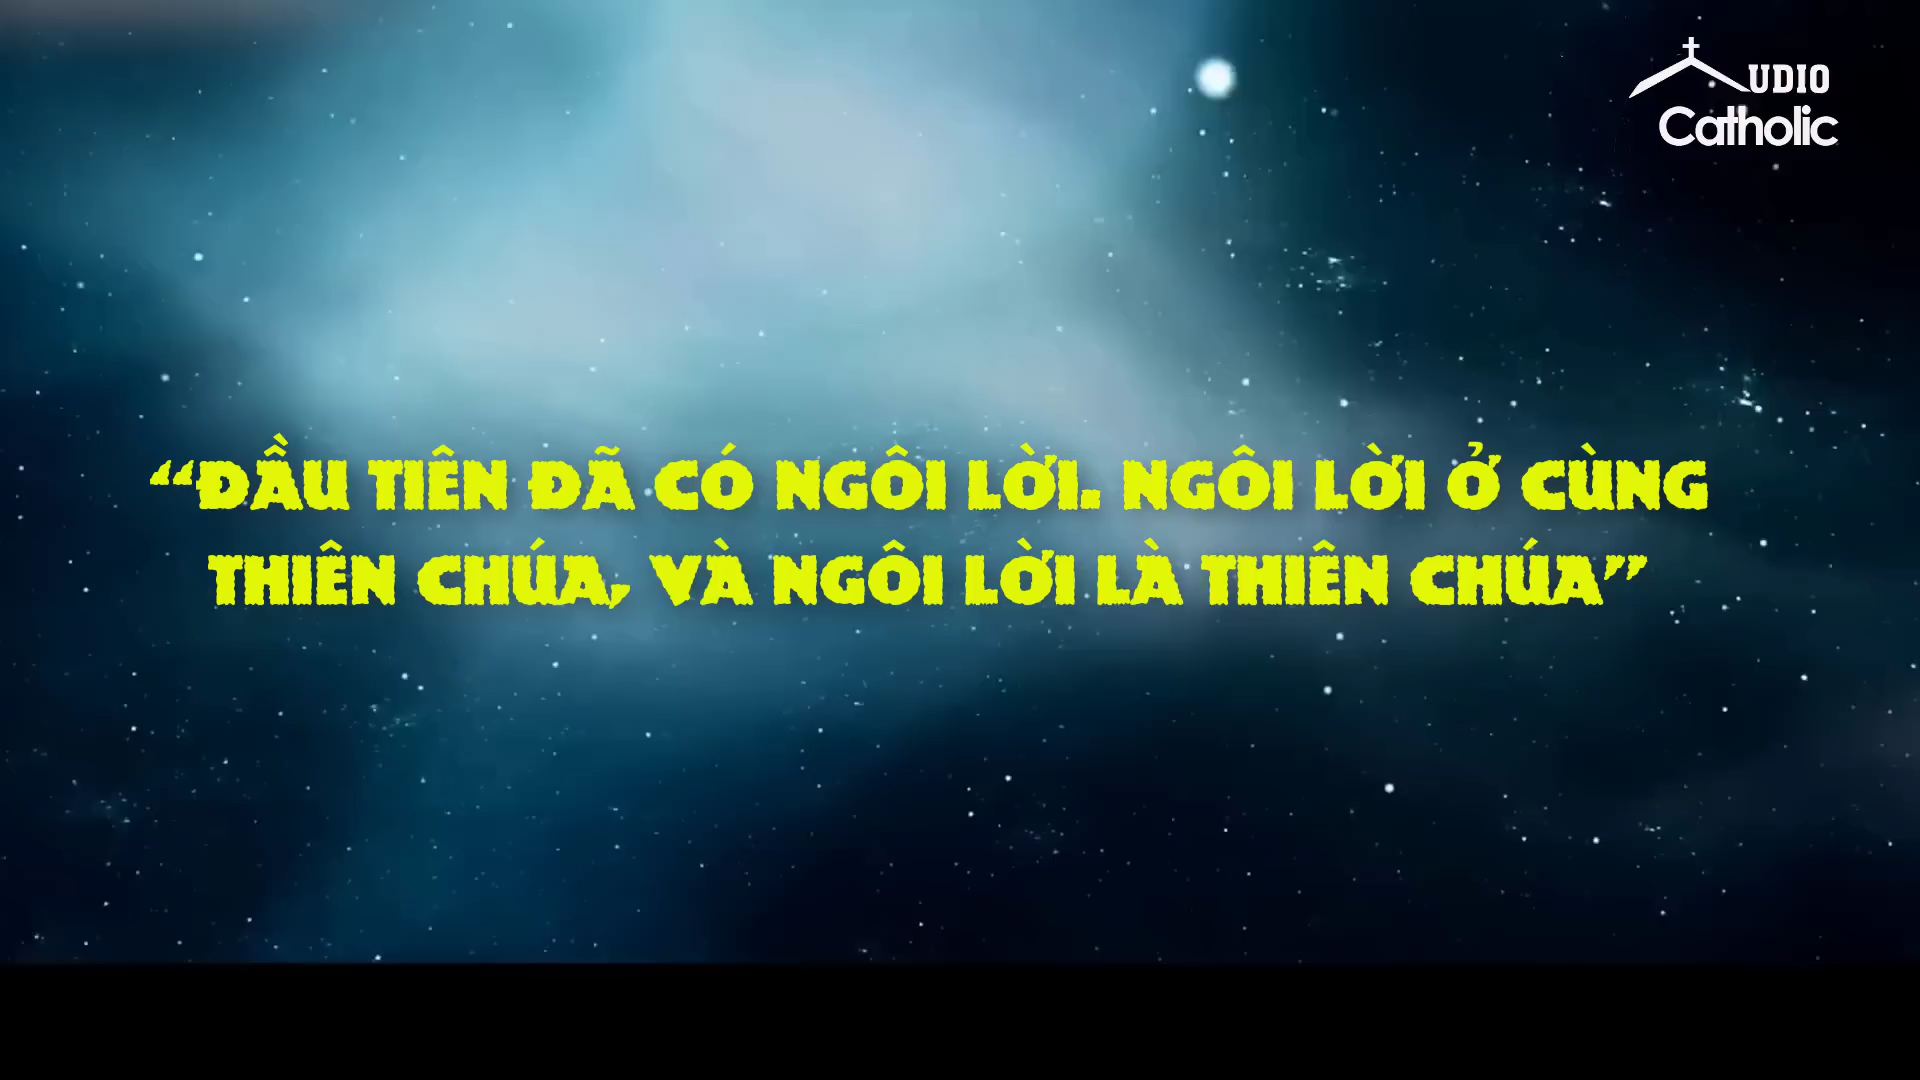 UDIO
Catholic
“ĐẦU TIÊN ĐÃ CÓ NGÔI LỜI. NGÔI LỜI Ở CÙNG
THIÊN CHÚA, VÀ NGÔI LỜI LÀ THIÊN CHÚA”